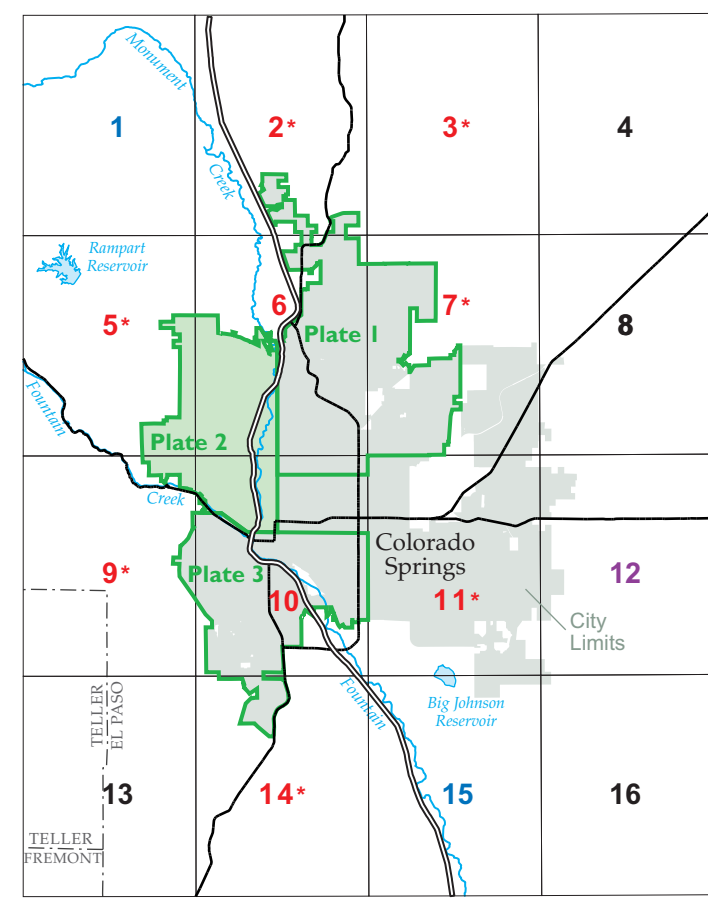 Monument
1
2*
3*
4
Creek
Rampart
Reservoir
5*
6
7*
8
Plate 1
Fountain
Plate 2
Creek
Colorado
Springs
9*
Plate 3
10
11*
12
City
Limits
TELLER
EL PASO
Fountain
Big Johnson
Reservoir
13
14*
15
16
TELLER
FREMONT